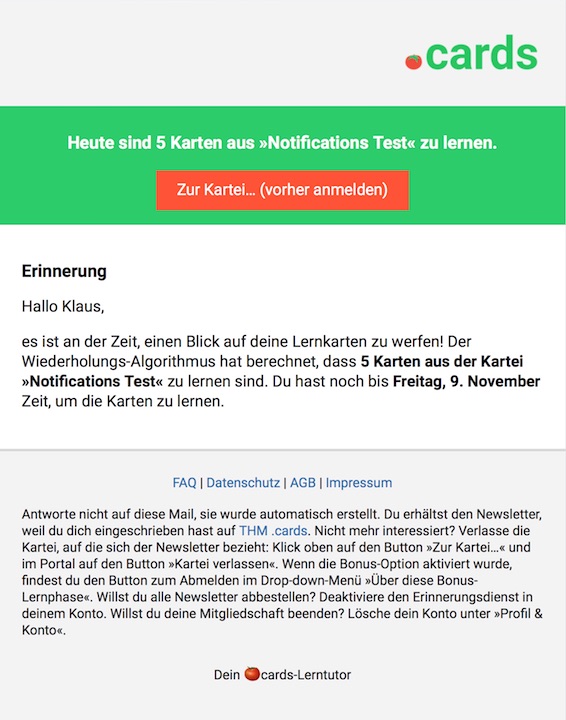 cards
Heute sind 5 Karten aus »Notifications Test« zu lernen.
Zur Kartei... (vorher anmelden)
Erinnerung
Hallo Klaus,
es ist an der Zeit, einen Blick auf deine Lernkarten zu werfen! Der
Wiederholungs-Algorithmus hat berechnet, dass 5 Karten aus der Kartei
»Notifications Test« zu lernen sind. Du hast noch bis Freitag, 9. November
Zeit, um die Karten zu lernen.
FAQ | Datenschutz | AGB | Impressum
Antworte nicht auf diese Mail, sie wurde automatisch erstellt. Du erhältst den Newsletter,
weil du dich eingeschrieben hast auf THM .cards. Nicht mehr interessiert? Verlasse die
Kartei, auf die sich der Newsletter bezieht: Klick oben auf den Button »Zur Kartei...« und
im Portal auf den Button »Kartei verlassen«. Wenn die Bonus-Option aktiviert wurde,
findest du den Button zum Abmelden im Drop-down-Menü »Über diese Bonus-
Lernphase«. Willst du alle Newsletter abbestellen? Deaktiviere den Erinnerungsdienst in
deinem Konto. Willst du deine Mitgliedschaft beenden? Lösche dein Konto unter »Profil &
Konto«.
Dein cards-Lerntutor